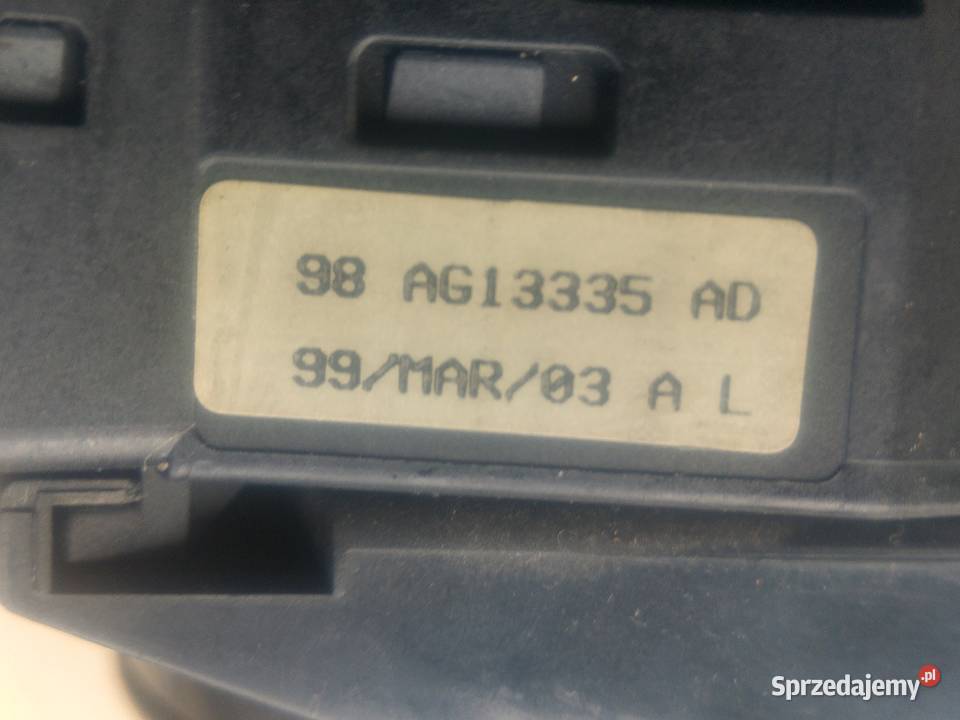 98 AG13335 AD
99/MAR/03 A L
Sprzedajemy.pl